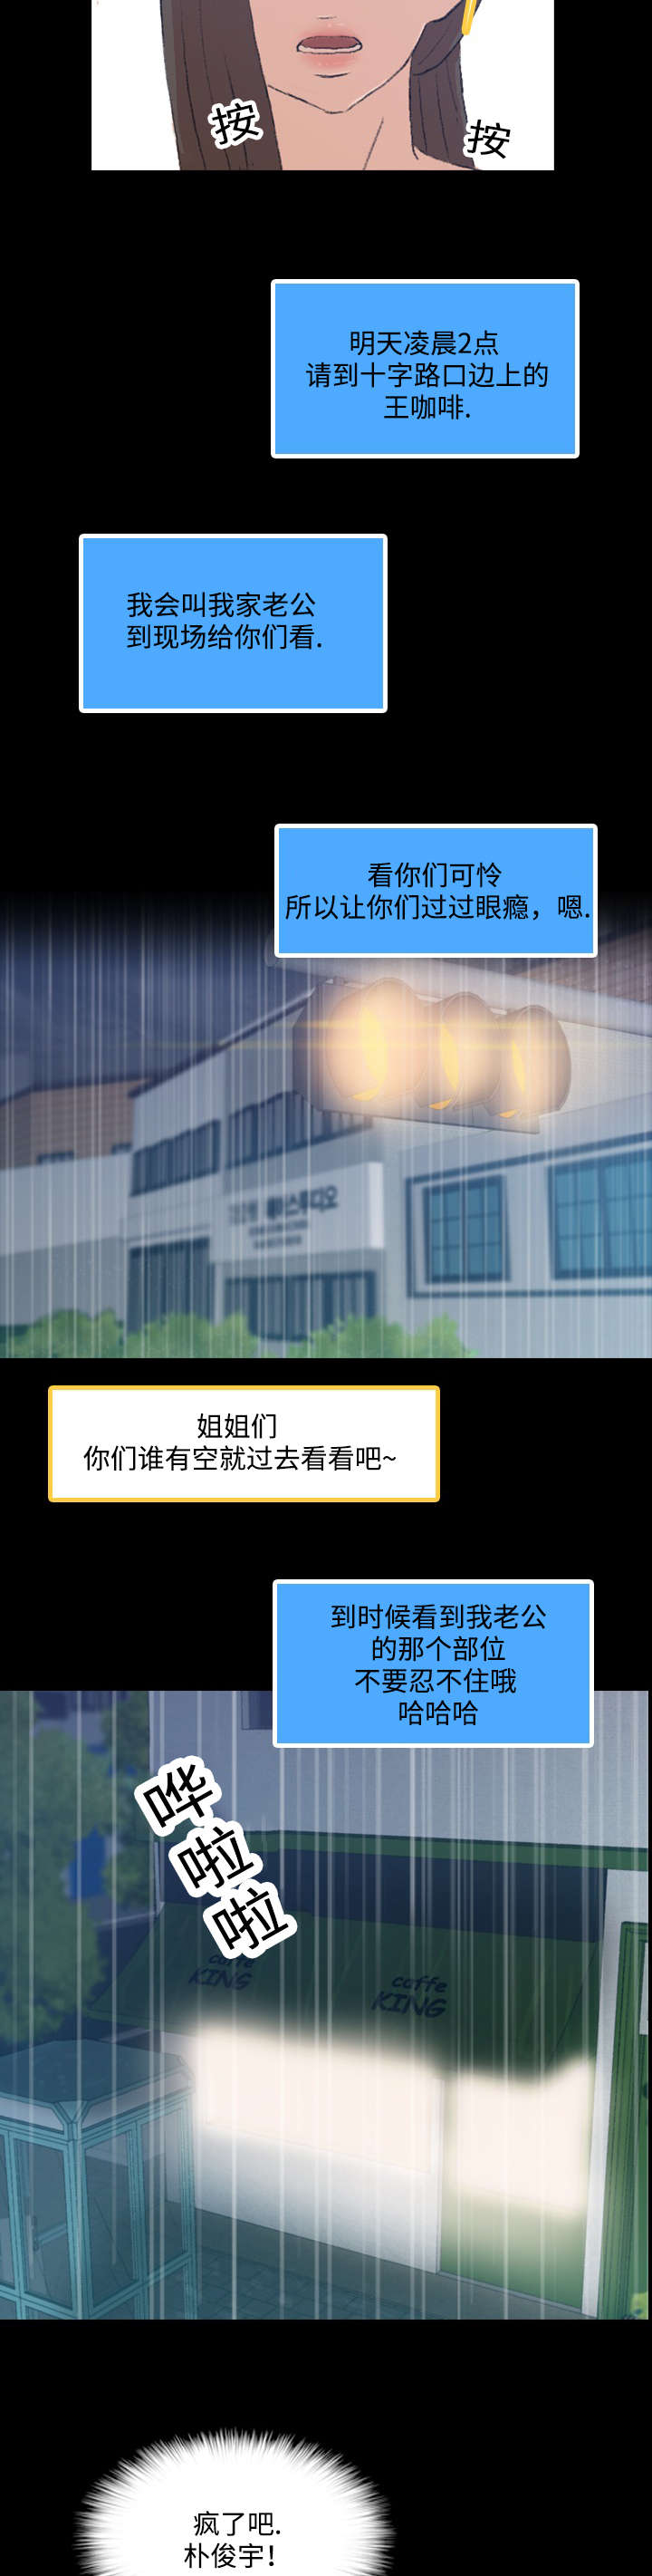 按
按
明天凌晨2点
请到十字路口边上的
王咖啡.
我会叫我家老公
到现场给你们看.
看你们可怜
所以让你们过过眼瘾，嗯.
姐姐们
你们谁有空就过去看看吧~
到时候看到我老公
的那个部位
不要忍不住哦
哈哈哈
哗
啦
啦
caffe
KING
caffe
KING
疯了吧.
朴俊宇!